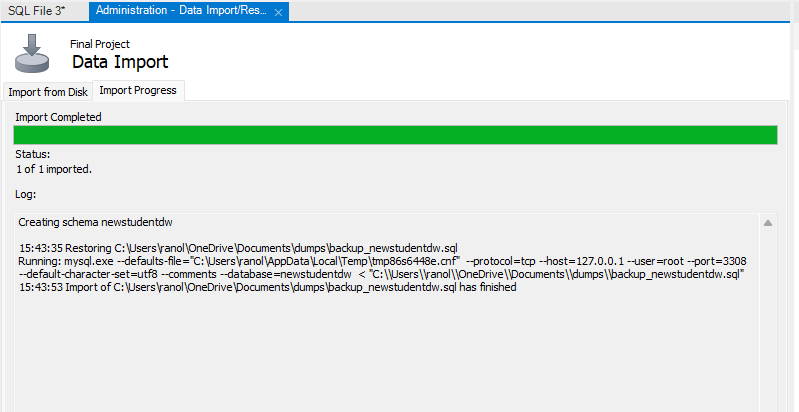 SQL File 3*
Administration - Data Import/Res...
Final Project
Data Import
Import from Disk
Import Progress
Import Completed
Status:
1 of 1 imported.
Log:
Creating schema newstudentdw
15:43:35 Restoring C:\Users\ranol\OneDrive\Documents\dumps\backup_newstudentdw.sql
Running: mysql.exe --defaults-file="C:\Users\ranol\AppData\Local\Temp\tmp86s6448e.cnf"  --protocol=tcp --host=127.0.0.1 --user=root --port=3308
--default-character-set=utf8 --comments --database=newstudentdw  < "C:\\Users\\ranol\\OneDrive\\Documents\\dumps\\backup_newstudentdw.sql"
15:43:53 Import of C:\Users\ranol\OneDrive\Documents\dumps\backup_newstudentdw.sql has finished